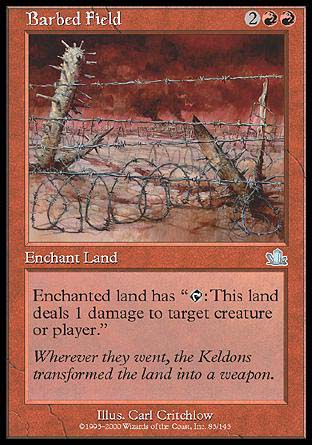 Barbed Field 2
Enchant Land
Enchanted land has “: This land
deals 1 damage to target creature
or player.”
Wherever they went, the Keldons
transformed the land into a weapon.
Illus. Carl Critchlow
©1993-2000 Wizards of the Coast, Inc. 83/143